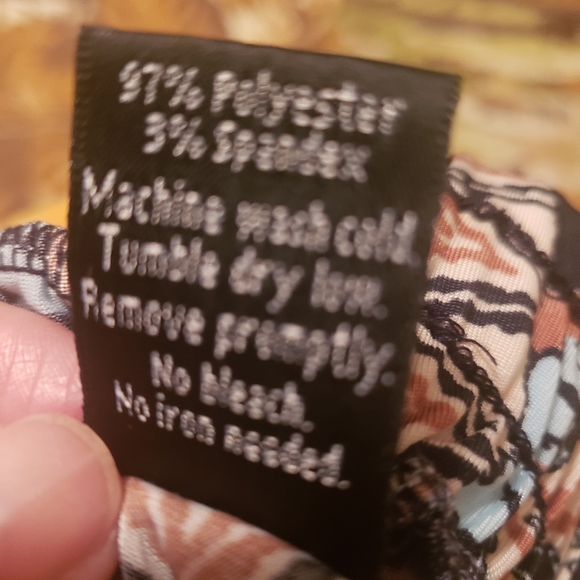 97% Polyester
3% Spandex
Machine wash cold.
Tumble dry low.
Remove promptly.
No bleach.
No iron needed.